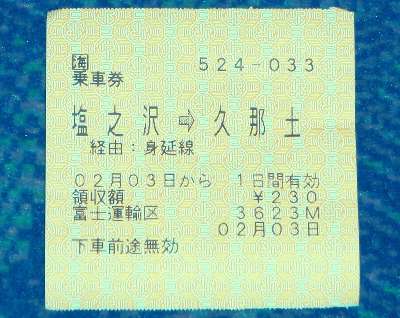 海 524-033
乗車券
塩之沢⇨久那土
経由：身延線
02月03日から 1日間有効
領収額 ¥230
富士運輸区 3623M
02月03日
下車前途無効